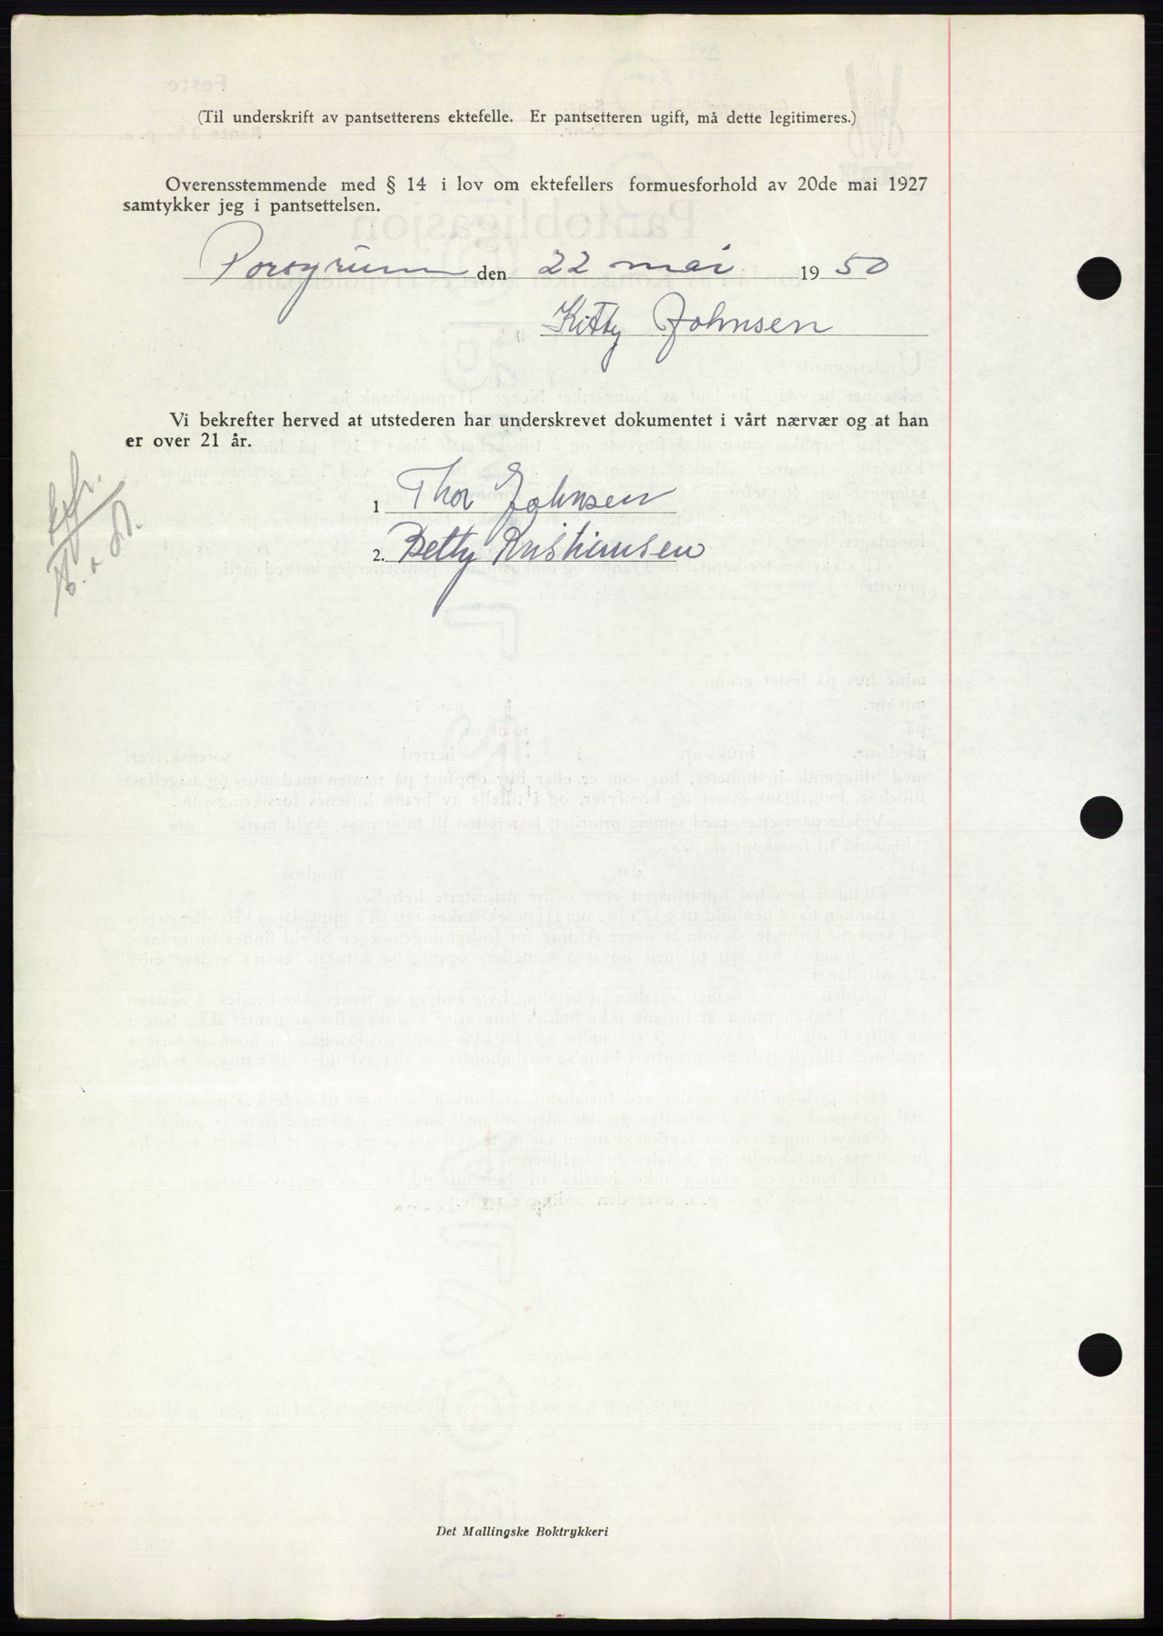 (Til underskrift av pantsetterens ektefelle. Er pantsetteren ugift, må dette legitimeres.)
Overensstemmende med § 14 i lov om ektefellers formuesforhold av 20de mai 1927
samtykker jeg i pantsettelsen.
Porsgrunn den 22 mai 1950
Kitty Johnsen
Vi bekrefter herved at utstederen har underskrevet dokumentet i vårt nærvær og at han
er over 21 år.
1 Thor Johnsen
2. Betty Kristiansen
Det Mallingske Boktrykkeri